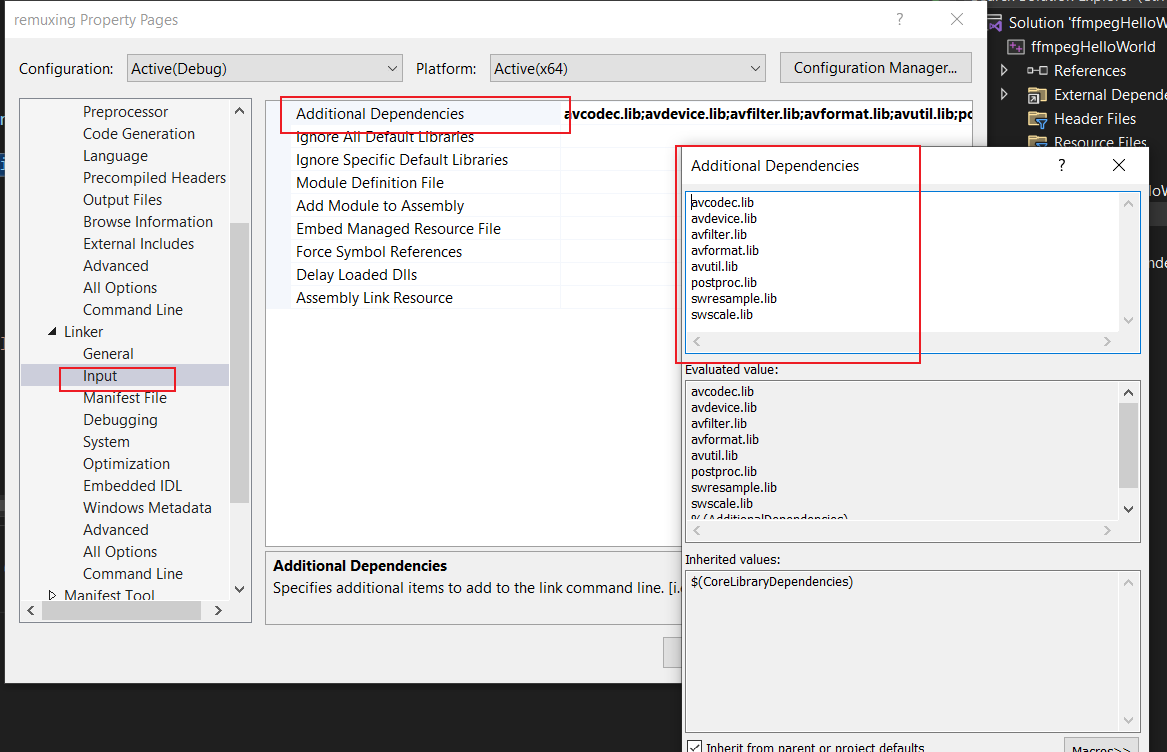 remuxing Property Pages
Configuration: Active(Debug) Platform: Active(x64) Configuration Manager...
Preprocessor
Code Generation
Language
Precompiled Headers
Output Files
Browse Information
External Includes
Advanced
All Options
Command Line
Linker
General
Input
Manifest File
Debugging
System
Optimization
Embedded IDL
Windows Metadata
Advanced
All Options
Command Line
Manifest Tool
Additional Dependencies avcodec.lib;avdevice.lib;avfilter.lib;avformat.lib;avutil.lib;pc
Ignore All Default Libraries
Ignore Specific Default Libraries
Module Definition File
Add Module to Assembly
Embed Managed Resource File
Force Symbol References
Delay Loaded Dlls
Assembly Link Resource
Additional Dependencies
Specifies additional items to add to the link command line. [i.e
Additional Dependencies
avcodec.lib
avdevice.lib
avfilter.lib
avformat.lib
avutil.lib
postproc.lib
swresample.lib
swscale.lib
Evaluated value:
avcodec.lib
avdevice.lib
avfilter.lib
avformat.lib
avutil.lib
postproc.lib
swresample.lib
swscale.lib
%(AdditionalDependencies)
Inherited values:
$(CoreLibraryDependencies)
Inherit from parent or project defaults
Macros>>
Solution 'ffmpegHelloW
ffmpegHelloWorld
References
External Depende
Header Files
Resource Files